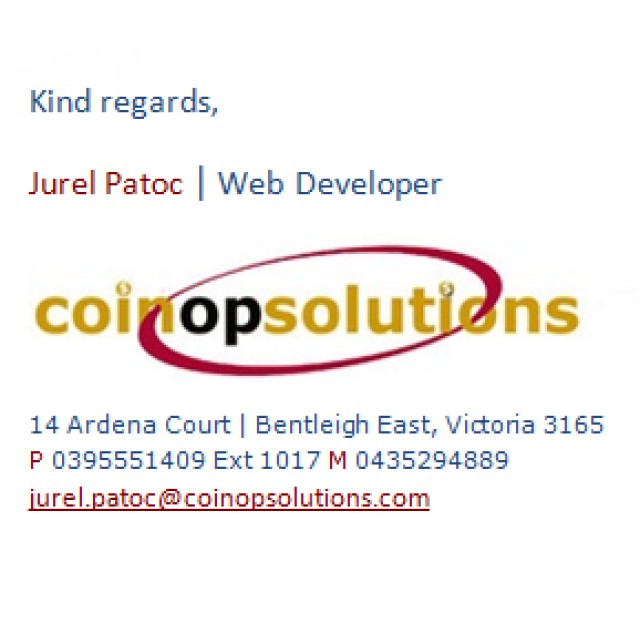 Kind regards,
Jurel Patoc | Web Developer
coinopsolutions
14 Ardena Court | Bentleigh East, Victoria 3165
P 0395551409 Ext 1017 M 0435294889
jurel.patoc@coinopsolutions.com